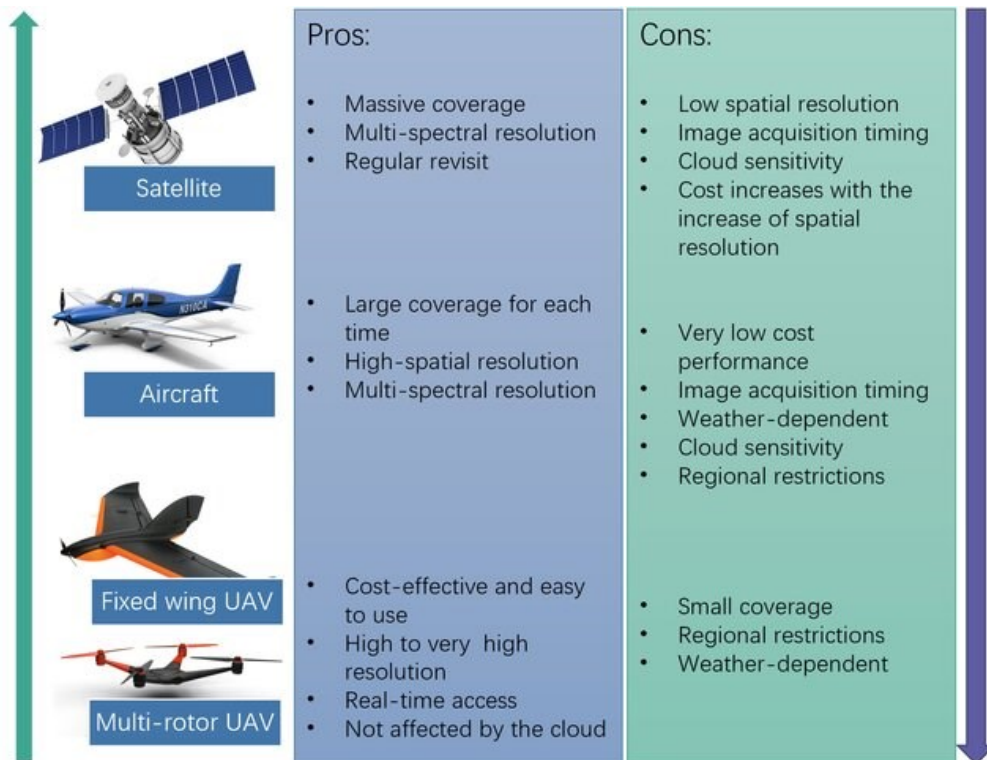 Pros:
Cons:
Satellite
• Massive coverage
• Multi-spectral resolution
• Regular revisit
• Low spatial resolution
• Image acquisition timing
• Cloud sensitivity
• Cost increases with the
increase of spatial
resolution
N310CA
Aircraft
• Large coverage for each
time
• High-spatial resolution
• Multi-spectral resolution
• Very low cost
performance
• Image acquisition timing
• Weather-dependent
• Cloud sensitivity
• Regional restrictions
Fixed wing UAV
Multi-rotor UAV
• Cost-effective and easy
to use
• High to very high
resolution
• Real-time access
• Not affected by the cloud
• Small coverage
• Regional restrictions
• Weather-dependent